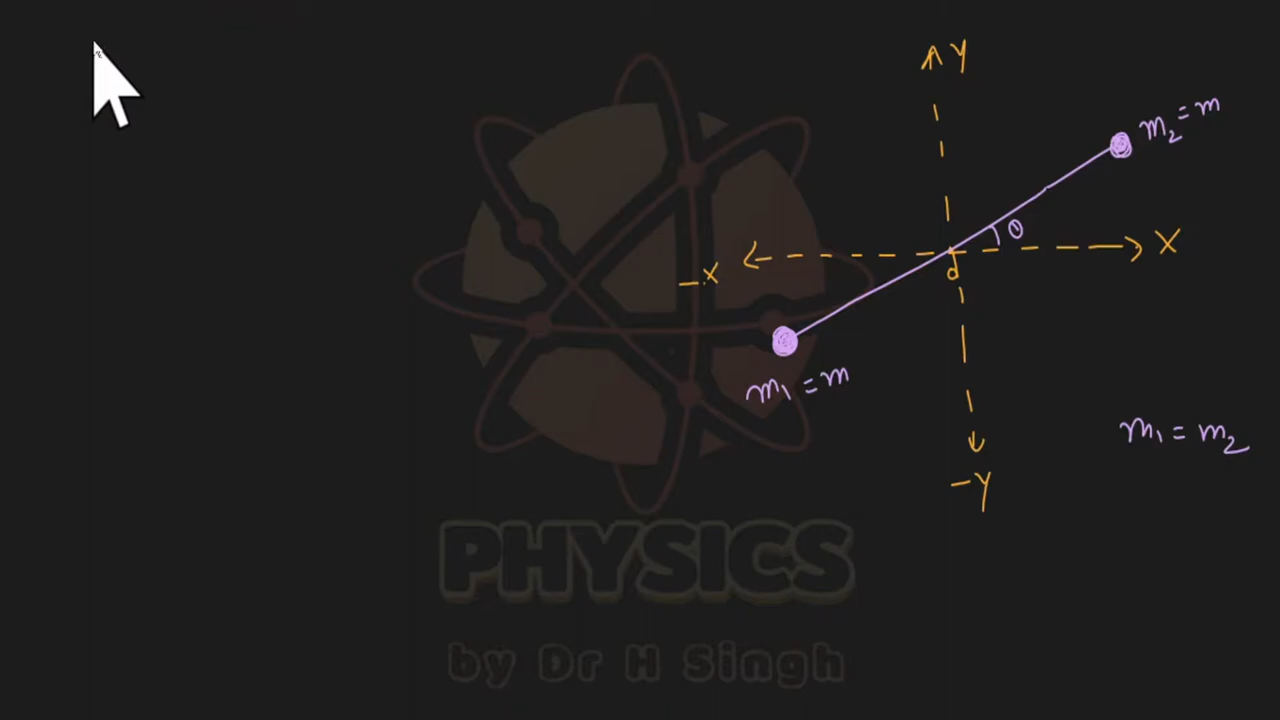 Y
m₂ = m
θ
X
-X
d
m₁ = m
m₁ = m₂
-Y
PHYSICS
by Dr H Singh